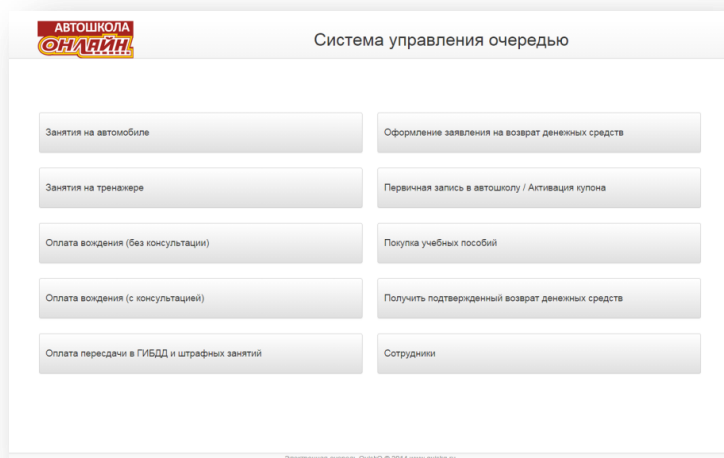 АВТОШКОЛА
ОНЛАЙН
Система управления очередью
Занятия на автомобиле
Оформление заявления на возврат денежных средств
Занятия на тренажере
Первичная запись в автошколу / Активация купона
Оплата вождения (без консультации)
Покупка учебных пособий
Оплата вождения (с консультацией)
Получить подтвержденный возврат денежных средств
Оплата пересдачи в ГИБДД и штрафных занятий
Сотрудники